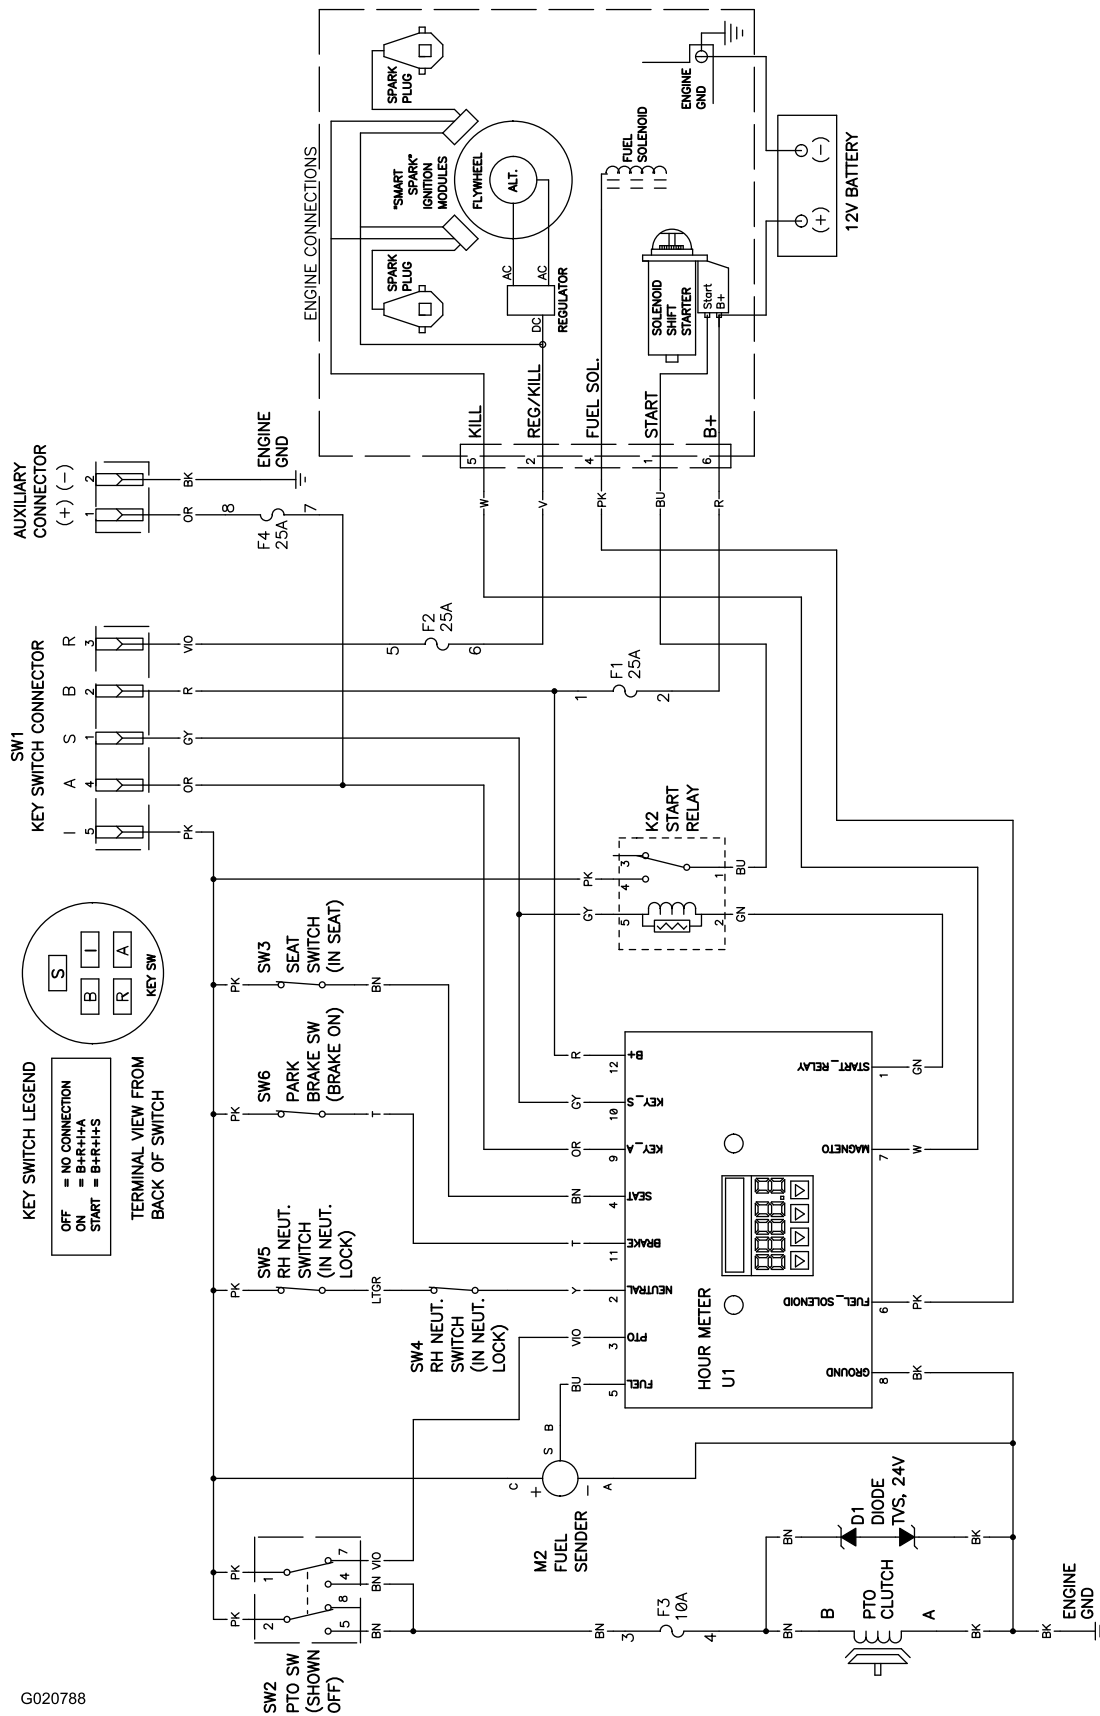 ENGINE CONNECTIONS
SPARK
PLUG
"SMART
SPARK"
IGNITION
MODULES
FLYWHEEL
ALT.
SPARK
PLUG
AC
AC
DC
REGULATOR
FUEL
SOLENOID
ENGINE
GND
SOLENOID
SHIFT
STARTER
Start
B+
(+)
(-)
12V BATTERY
KILL
REG/KILL
FUEL SOL.
START
B+
5
2
4
1
6
W
V
PK
BU
R
AUXILIARY
CONNECTOR
(+) (-)
1
2
OR
BK
8
7
F4
25A
ENGINE
GND
SW1
KEY SWITCH CONNECTOR
I
A
S
B
R
5
4
1
2
3
PK
OR
GY
R
VIO
5
6
F2
25A
1
2
F1
25A
K2
START
RELAY
PK
4
3
1
BU
GY
5
2
GN
KEY SWITCH LEGEND
OFF = NO CONNECTION
ON = B+R+I+A
START = B+R+I+S
TERMINAL VIEW FROM
BACK OF SWITCH
S
B
I
R
A
KEY SW
PK
SW3
SEAT
SWITCH
(IN SEAT)
BN
PK
SW6
PARK
BRAKE SW
(BRAKE ON)
T
PK
SW5
RH NEUT.
SWITCH
(IN NEUT.
LOCK)
LTGR
SW4
RH NEUT.
SWITCH
(IN NEUT.
LOCK)
R
12
B+
GY
10
KEY_S
OR
9
KEY_A
BN
4
SEAT
T
11
BRAKE
Y
2
NEUTRAL
VIO
3
PTO
BU
5
FUEL
HOUR METER
U1
START_RELAY
1
GN
MAGNETO
7
W
FUEL_SOLENOID
6
PK
GROUND
8
BK
C
+
S
B
-
A
M2
FUEL
SENDER
PK
PK
1
2
7
4
8
5
VIO
BN
BN
SW2
PTO SW
(SHOWN
OFF)
BN
3
4
F3
10A
BN
D1
DIODE
TVS, 24V
BK
BN
B
PTO
CLUTCH
A
BK
BK
ENGINE
GND
G020788